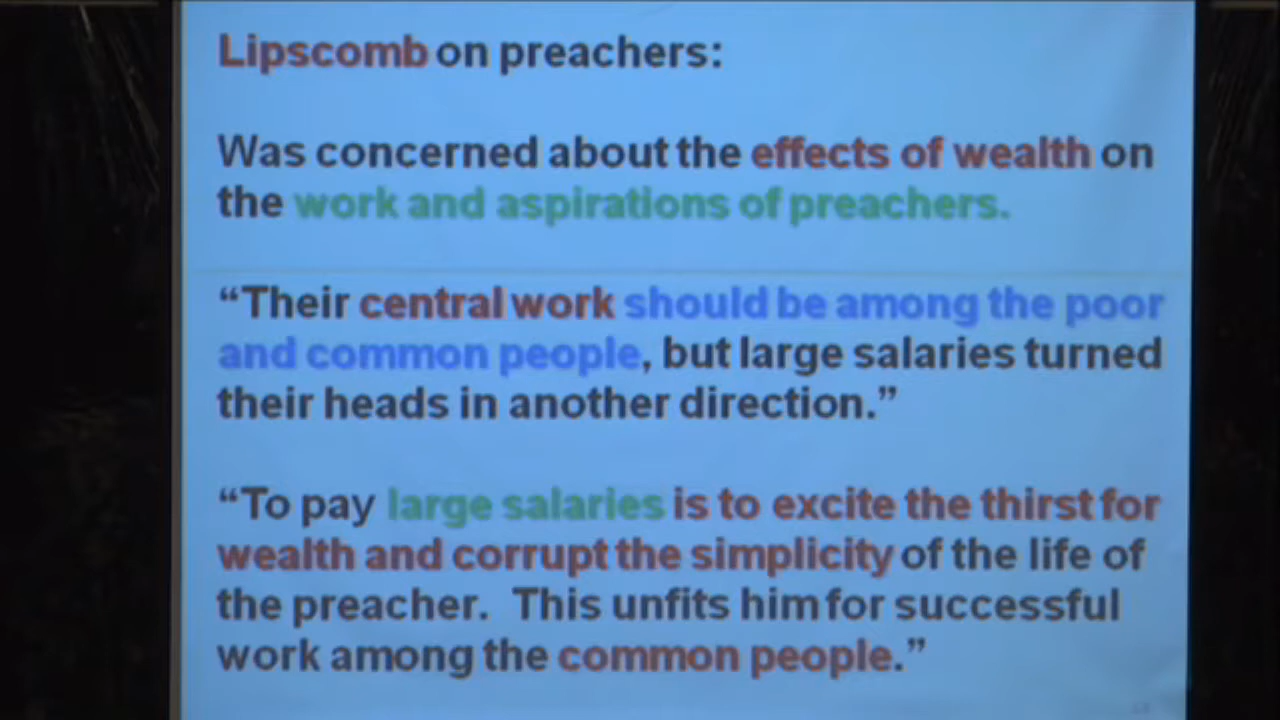 Lipscomb on preachers:
Was concerned about the effects of wealth on
the work and aspirations of preachers.
“Their central work should be among the poor
and common people, but large salaries turned
their heads in another direction.”
“To pay large salaries is to excite the thirst for
wealth and corrupt the simplicity of the life of
the preacher.  This unfits him for successful
work among the common people.”